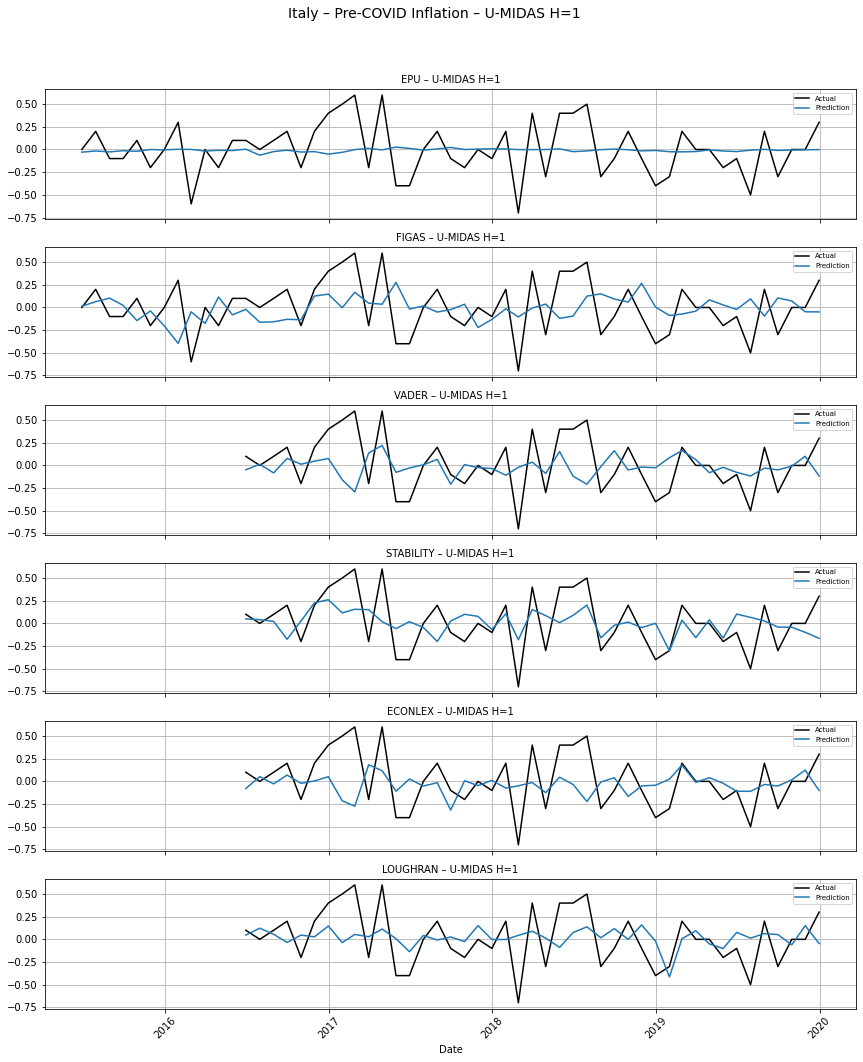 Italy – Pre-COVID Inflation – U-MIDAS H=1
EPU – U-MIDAS H=1
Actual
Prediction
0.50
0.25
0.00
−0.25
−0.50
−0.75
FIGAS – U-MIDAS H=1
Actual
Prediction
0.50
0.25
0.00
−0.25
−0.50
−0.75
VADER – U-MIDAS H=1
Actual
Prediction
0.50
0.25
0.00
−0.25
−0.50
−0.75
STABILITY – U-MIDAS H=1
Actual
Prediction
0.50
0.25
0.00
−0.25
−0.50
−0.75
ECONLEX – U-MIDAS H=1
Actual
Prediction
0.50
0.25
0.00
−0.25
−0.50
−0.75
LOUGHRAN – U-MIDAS H=1
Actual
Prediction
0.50
0.25
0.00
−0.25
−0.50
−0.75
2016 2017 2018 2019 2020
Date